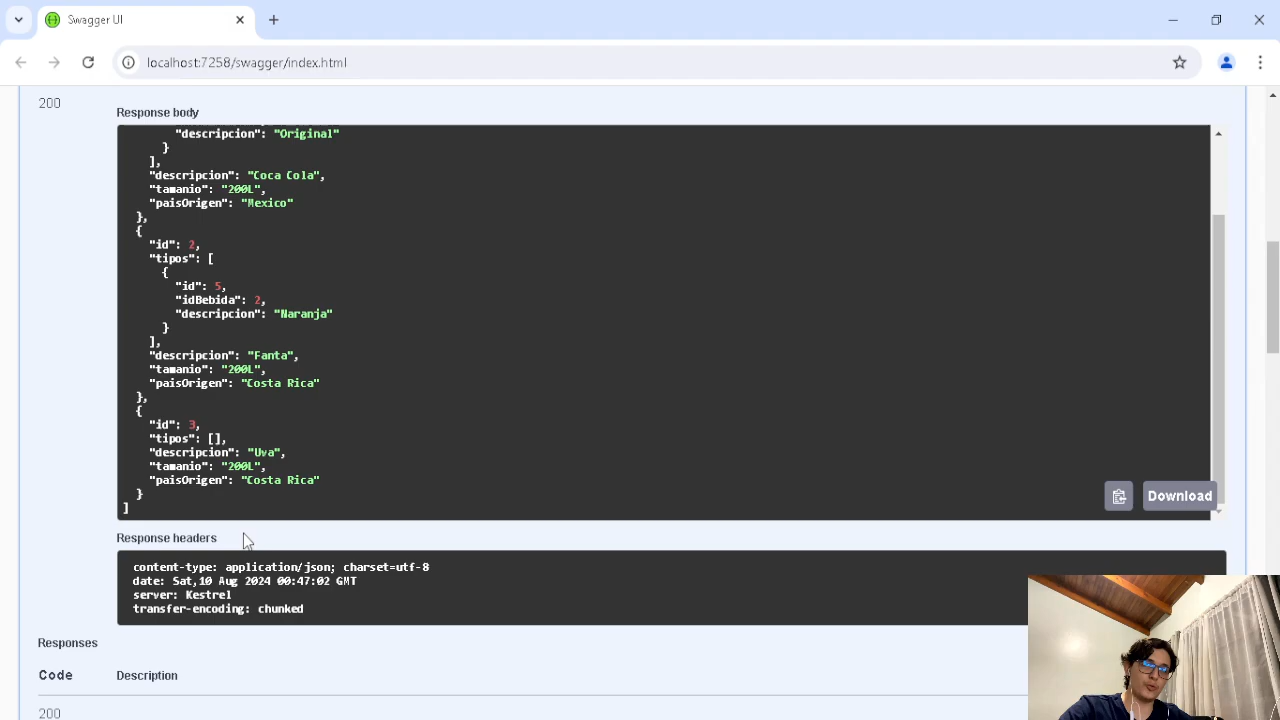 Swagger UI
localhost:7258/swagger/index.html
200
Response body
"descripcion": "Original"
}
],
"descripcion": "Coca Cola",
"tamanio": "200L",
"paisOrigen": "Mexico"
},
{
"id": 2,
"tipos": [
{
"id": 5,
"idBebida": 2,
"descripcion": "Naranja"
}
],
"descripcion": "Fanta",
"tamanio": "200L",
"paisOrigen": "Costa Rica"
},
{
"id": 3,
"tipos": [],
"descripcion": "Uva",
"tamanio": "200L",
"paisOrigen": "Costa Rica"
}
]
Download
Response headers
content-type: application/json; charset=utf-8
date: Sat,10 Aug 2024 00:47:02 GMT
server: Kestrel
transfer-encoding: chunked
Responses
Code Description
200